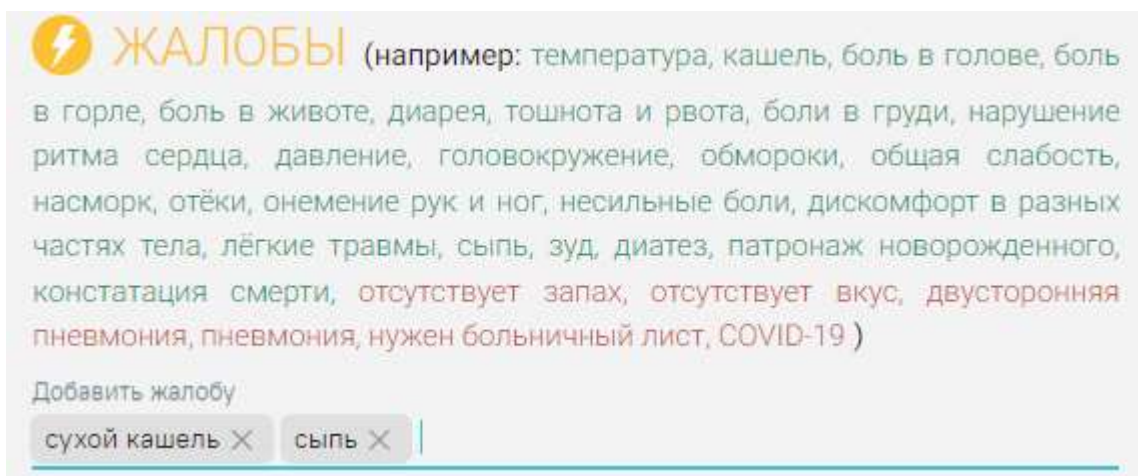 ЖАЛОБЫ (например: температура, кашель, боль в голове, боль
в горле, боль в животе, диарея, тошнота и рвота, боли в груди, нарушение
ритма сердца, давление, головокружение, обмороки, общая слабость,
насморк, отёки, онемение рук и ног, несильные боли, дискомфорт в разных
частях тела, лёгкие травмы, сыпь, зуд, диатез, патронаж новорожденного,
констатация смерти, отсутствует запах, отсутствует вкус, двусторонняя
пневмония, пневмония, нужен больничный лист, COVID-19 )
Добавить жалобу
сухой кашель × сыпь ×